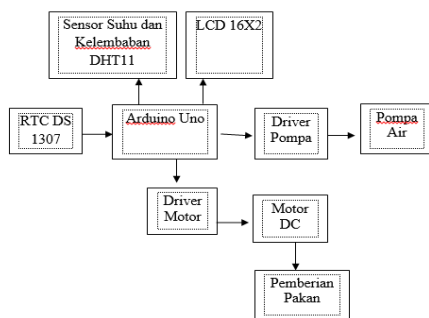 Sensor Suhu dan
Kelembaban
DHT11
LCD 16X2
RTC DS
1307
Arduino Uno
Driver
Pompa
Pompa
Air
Driver
Motor
Motor
DC
Pemberian
Pakan